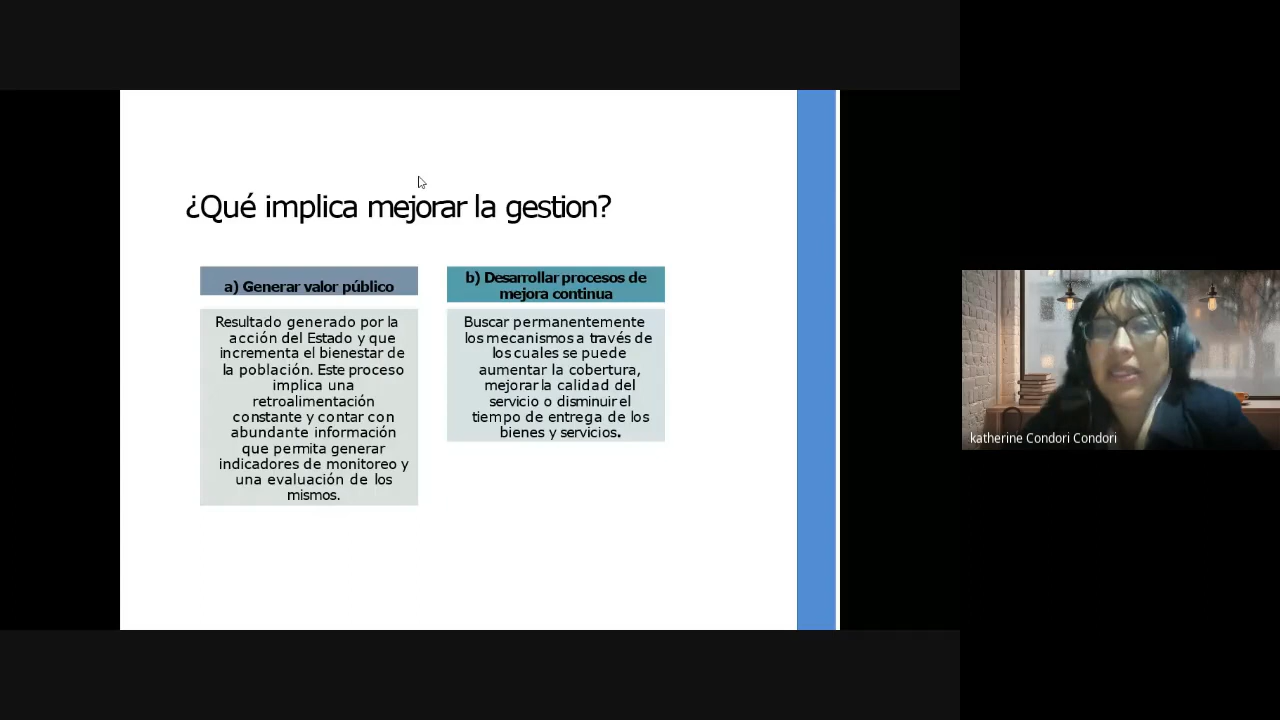 ¿Qué implica mejorar la gestion?
a) Generar valor público
Resultado generado por la
acción del Estado y que
incrementa el bienestar de
la población. Este proceso
implica una
retroalimentación
constante y contar con
abundante información
que permita generar
indicadores de monitoreo y
una evaluación de los
mismos.
b) Desarrollar procesos de
mejora continua
Buscar permanentemente
los mecanismos a través de
los cuales se puede
aumentar la cobertura,
mejorar la calidad del
servicio o disminuir el
tiempo de entrega de los
bienes y servicios.
katherine Condori Condori